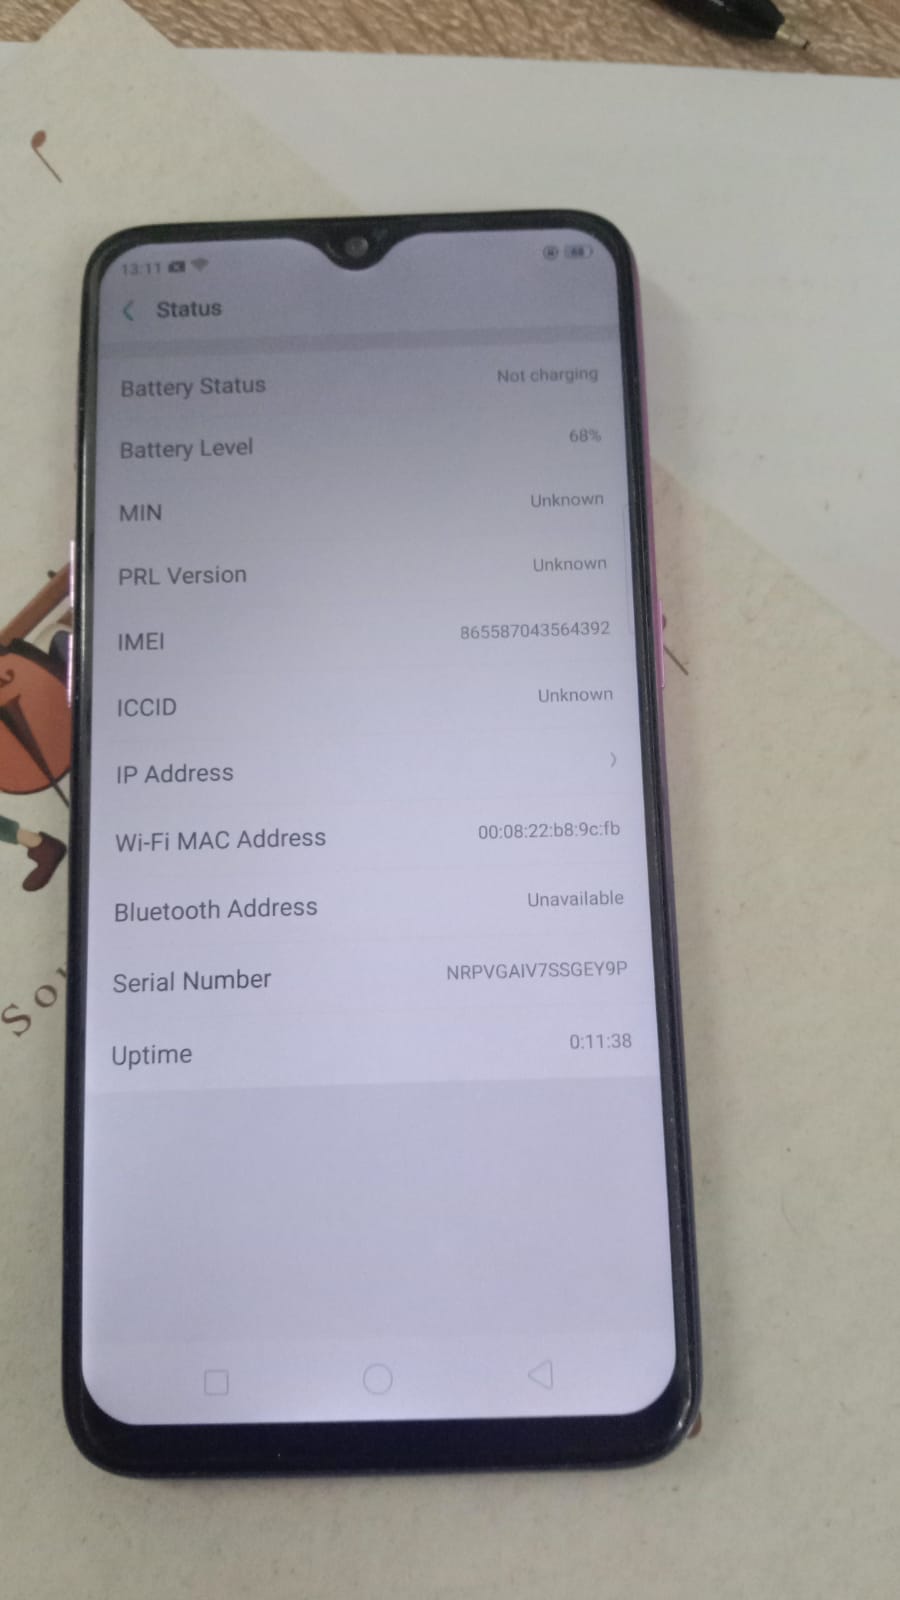 13:11
68
Status
Battery Status Not charging
Battery Level 68%
MIN Unknown
PRL Version Unknown
IMEI 865587043564392
ICCID Unknown
IP Address
Wi-Fi MAC Address 00:08:22:b8:9c:fb
Bluetooth Address Unavailable
Serial Number NRPVGAIV7SSGEY9P
Uptime 0:11:38